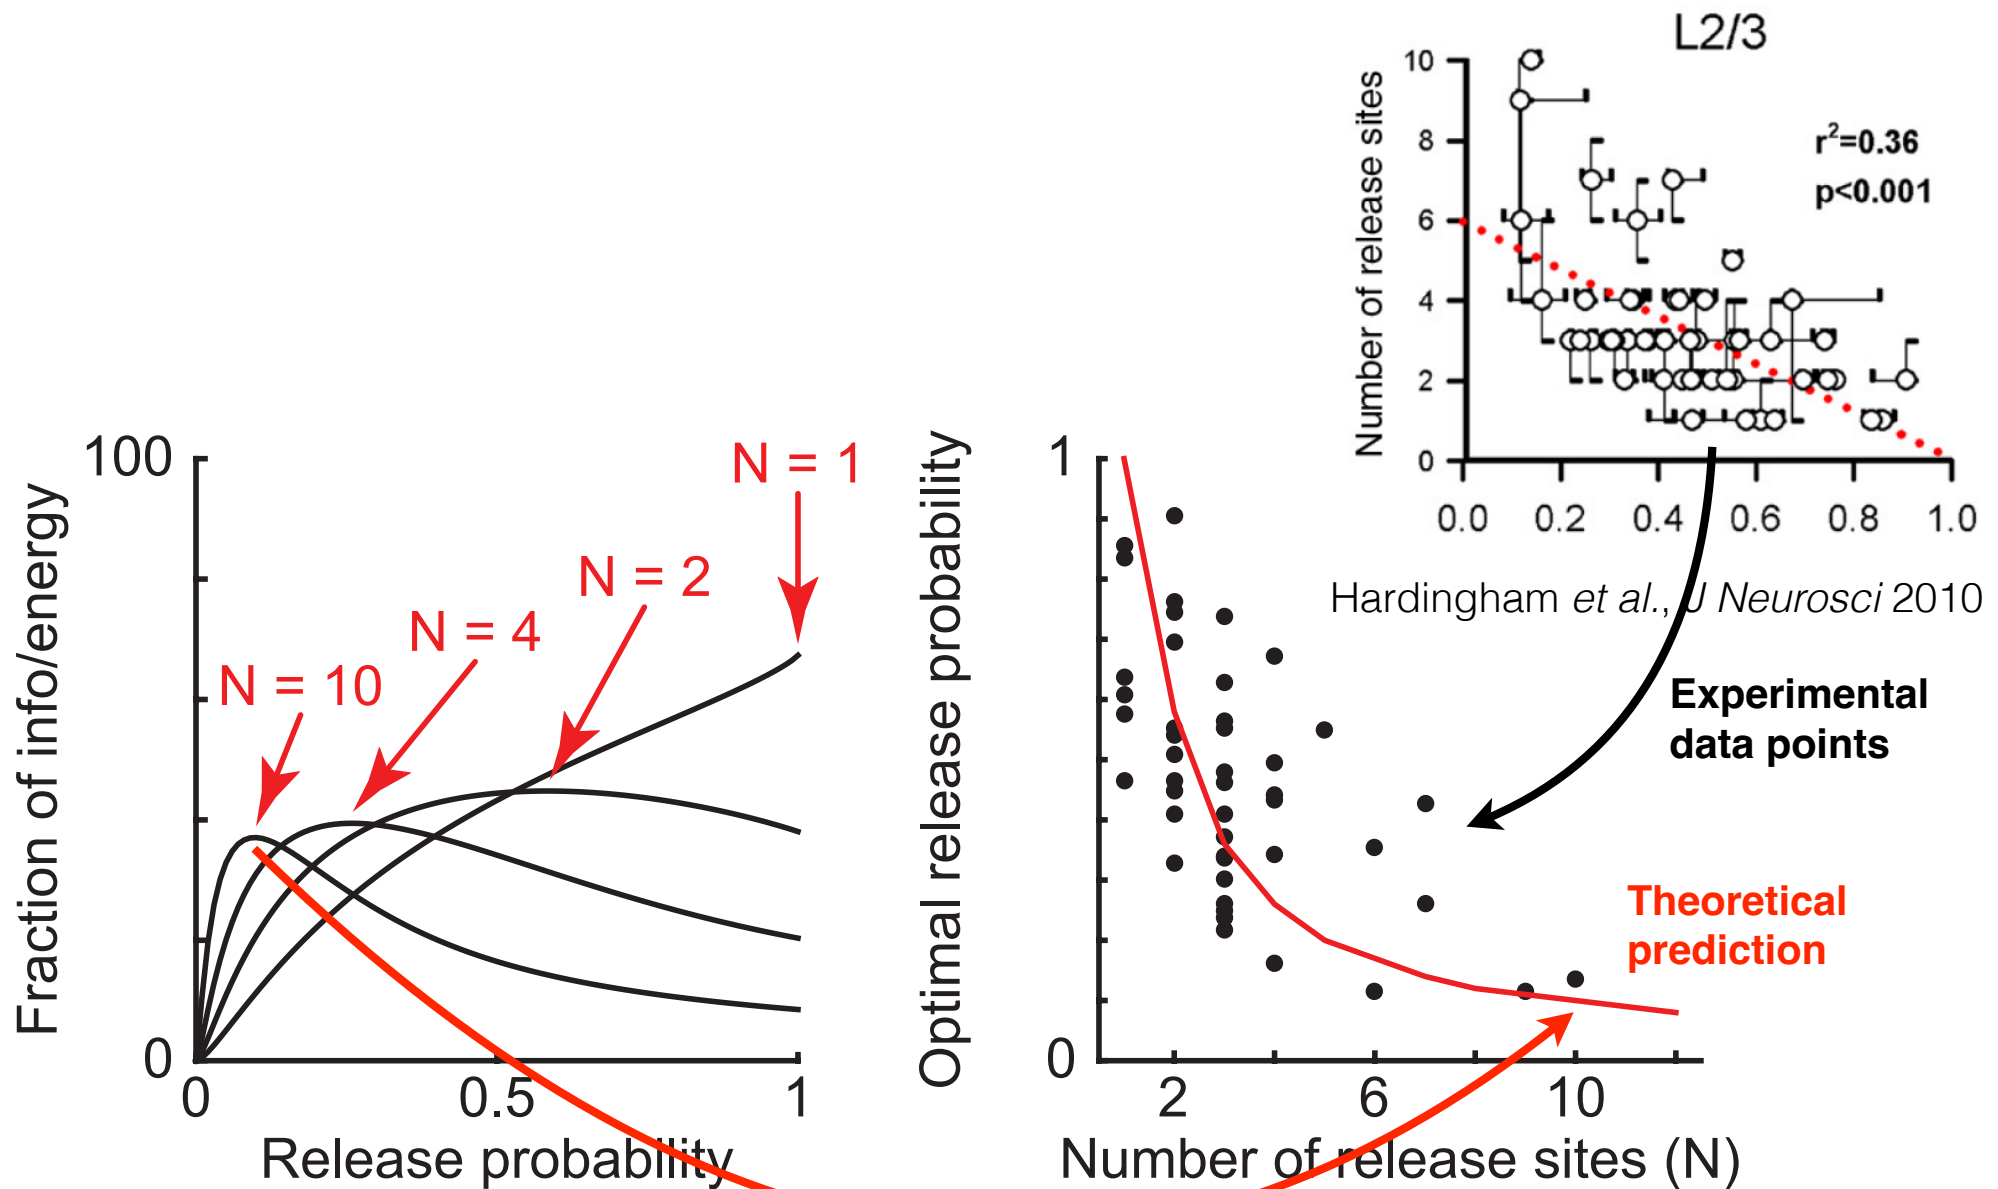 L2/3
Number of release sites
10
8
6
4
2
0
r²=0.36
p<0.001
0.0 0.2 0.4 0.6 0.8 1.0
Hardingham et al., J Neurosci 2010
Fraction of info/energy
100
0
N = 10
N = 4
N = 2
N = 1
0 0.5 1
Release probability
Optimal release probability
1
0
Experimental
data points
Theoretical
prediction
2 6 10
Number of release sites (N)